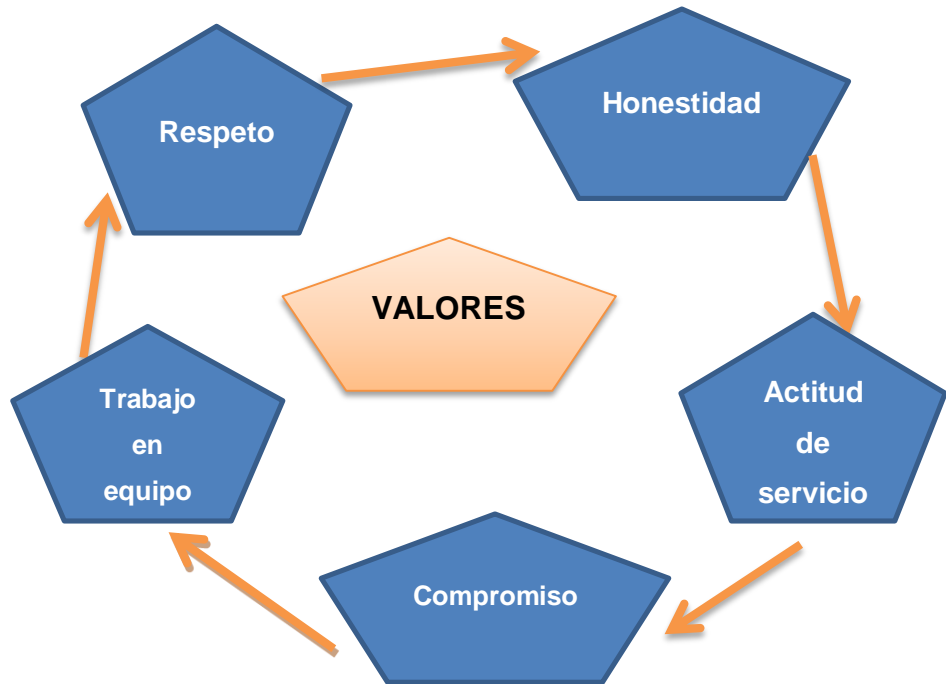 Respeto
Honestidad
VALORES
Trabajo
en
equipo
Actitud
de
servicio
Compromiso